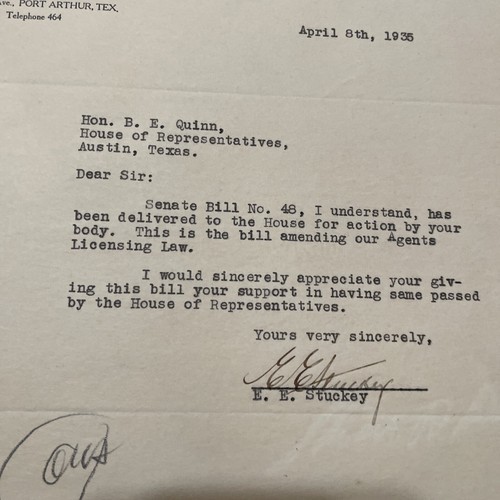 ve., PORT ARTHUR, TEX.
Telephone 464
April 8th, 1935
Hon. B. E. Quinn,
House of Representatives,
Austin, Texas.
Dear Sir:
Senate Bill No. 48, I understand, has
been delivered to the House for action by your
body. This is the bill amending our Agents
Licensing Law.
I would sincerely appreciate your giv-
ing this bill your support in having same passed
by the House of Representatives.
Yours very sincerely,
E E Stuckey
E. E. Stuckey